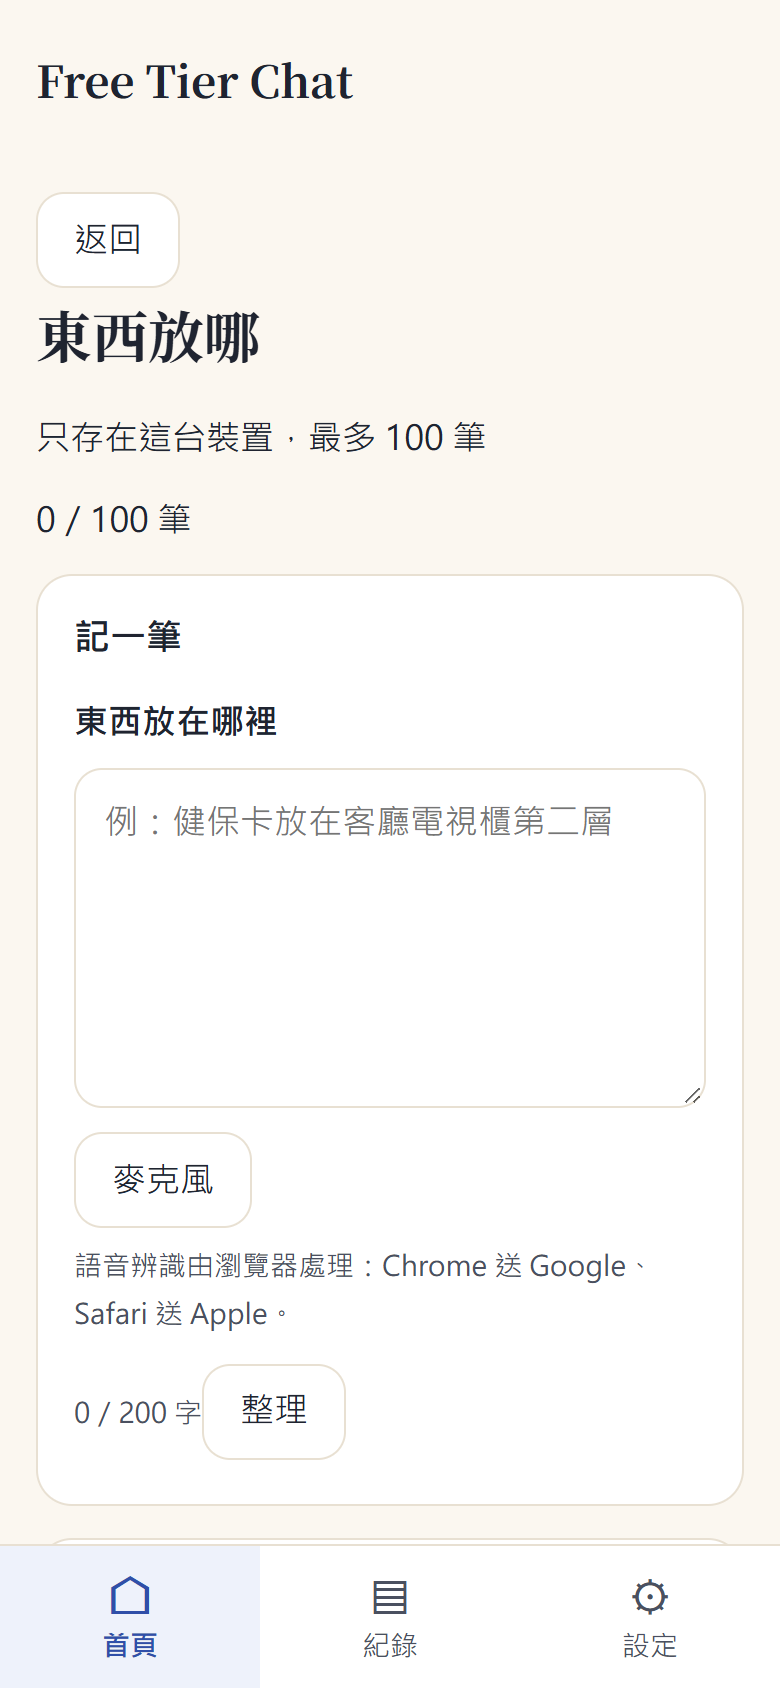 Free Tier Chat
返回
東西放哪
只存在這台裝置，最多 100 筆
0 / 100 筆
記一筆
東西放在哪裡
例：健保卡放在客廳電視櫃第二層
麥克風
語音辨識由瀏覽器處理：Chrome 送 Google、
Safari 送 Apple。
0 / 200 字
整理
首頁
紀錄
設定